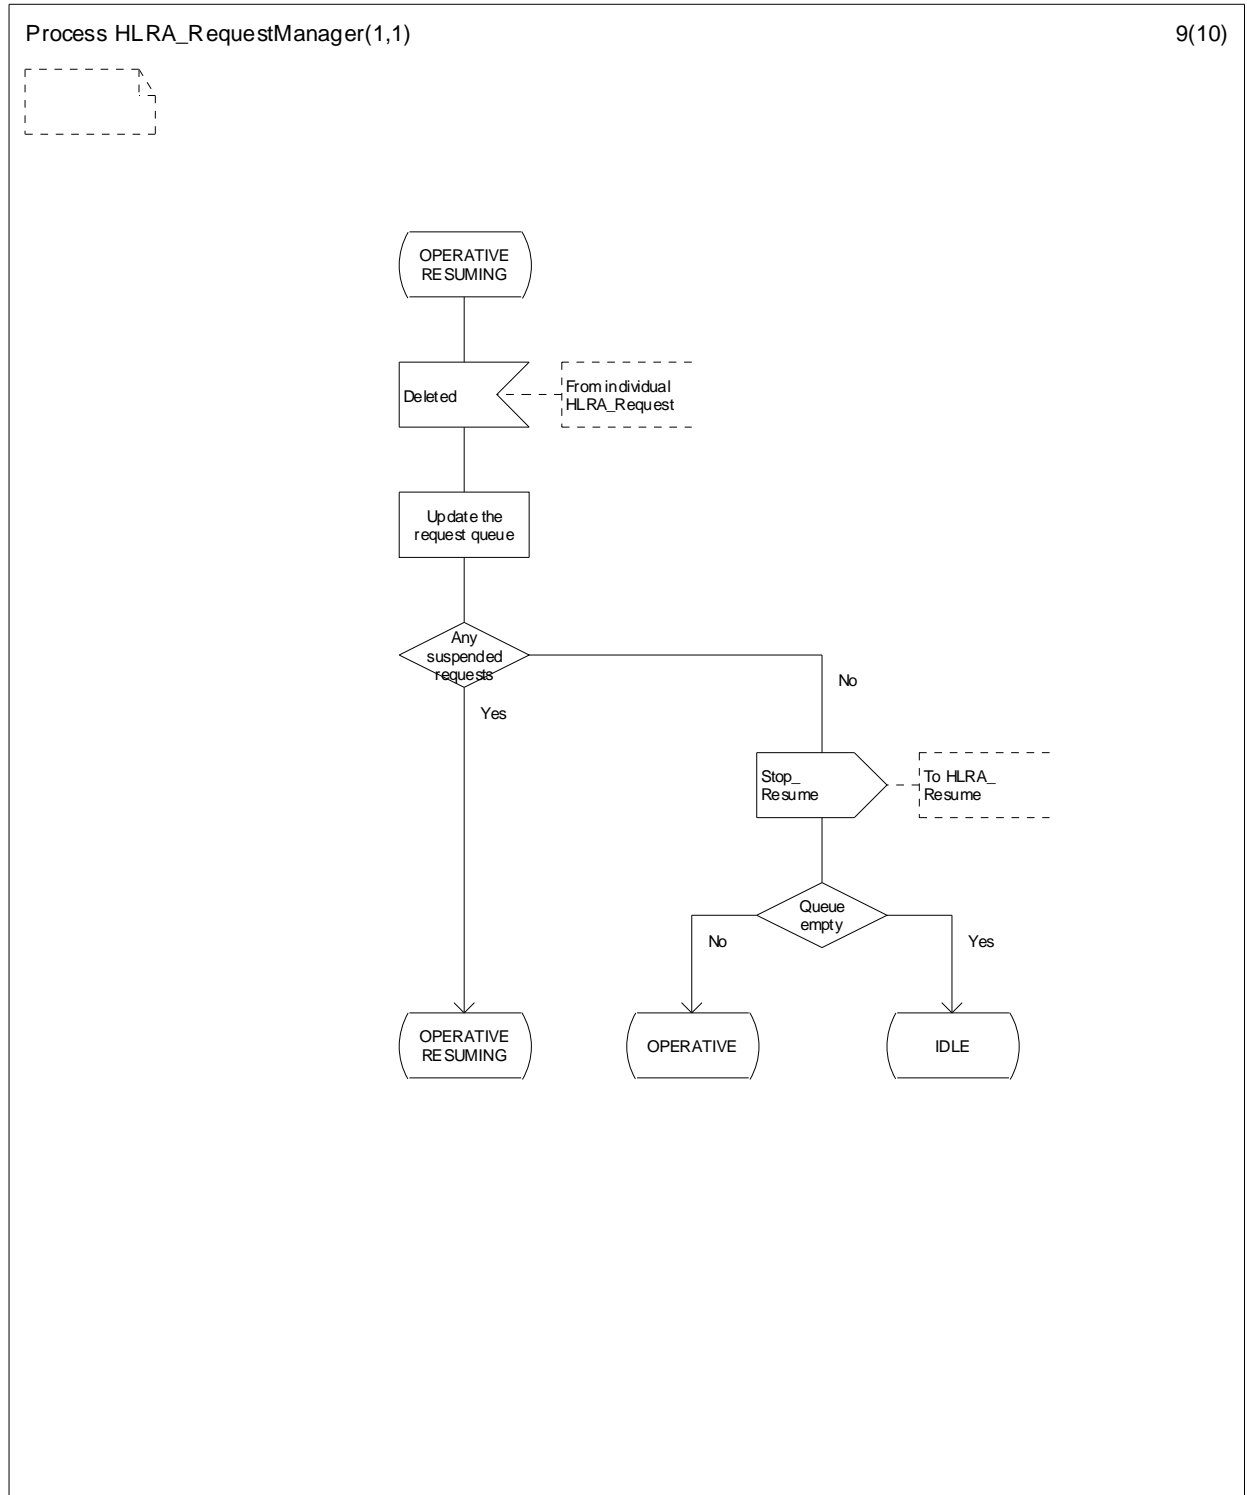 Process HLRA_RequestManager(1,1)
9(10)
OPERATIVE
RESUMING
Deleted
From individual
HLRA_Request
Update the
request queue
Any
suspended
requests
No
Yes
Stop_
Resume
To HLRA_
Resume
Queue
empty
No
Yes
OPERATIVE
RESUMING
OPERATIVE
IDLE